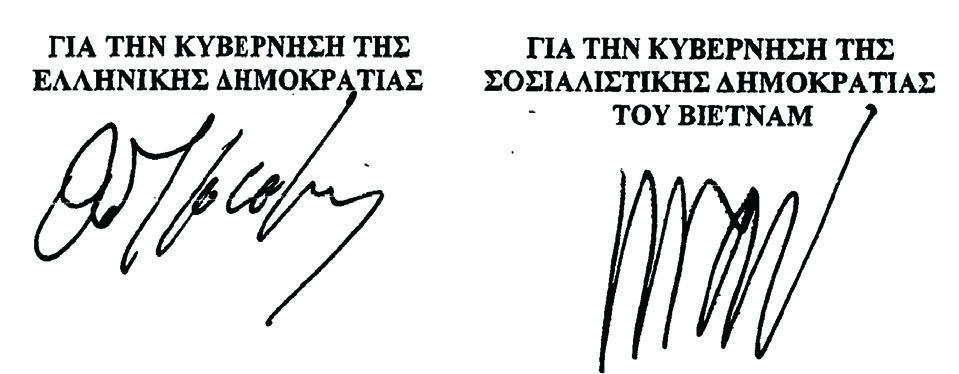 ΓΙΑ ΤΗΝ ΚΥΒΕΡΝΗΣΗ ΤΗΣ
ΕΛΛΗΝΙΚΗΣ ΔΗΜΟΚΡΑΤΙΑΣ
ΓΙΑ ΤΗΝ ΚΥΒΕΡΝΗΣΗ ΤΗΣ
ΣΟΣΙΑΛΙΣΤΙΚΗΣ ΔΗΜΟΚΡΑΤΙΑΣ
ΤΟΥ ΒΙΕΤΝΑΜ